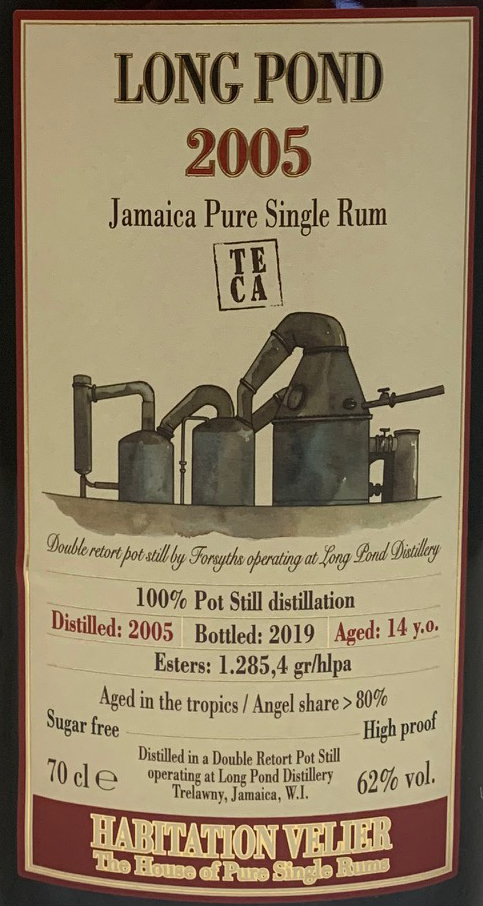 LONG POND
2005
Jamaica Pure Single Rum
TE
CA
Double retort pot still by Forsyths operating at Long Pond Distillery
100% Pot Still distillation
Distilled: 2005 Bottled: 2019 Aged: 14 y.o.
Esters: 1.285,4 gr/hlpa
Aged in the tropics / Angel share > 80%
Sugar free High proof
Distilled in a Double Retort Pot Still
operating at Long Pond Distillery
Trelawny, Jamaica, W.I.
70 cl e 62% vol.
HABITATION VELIER
The House of Pure Single Rums